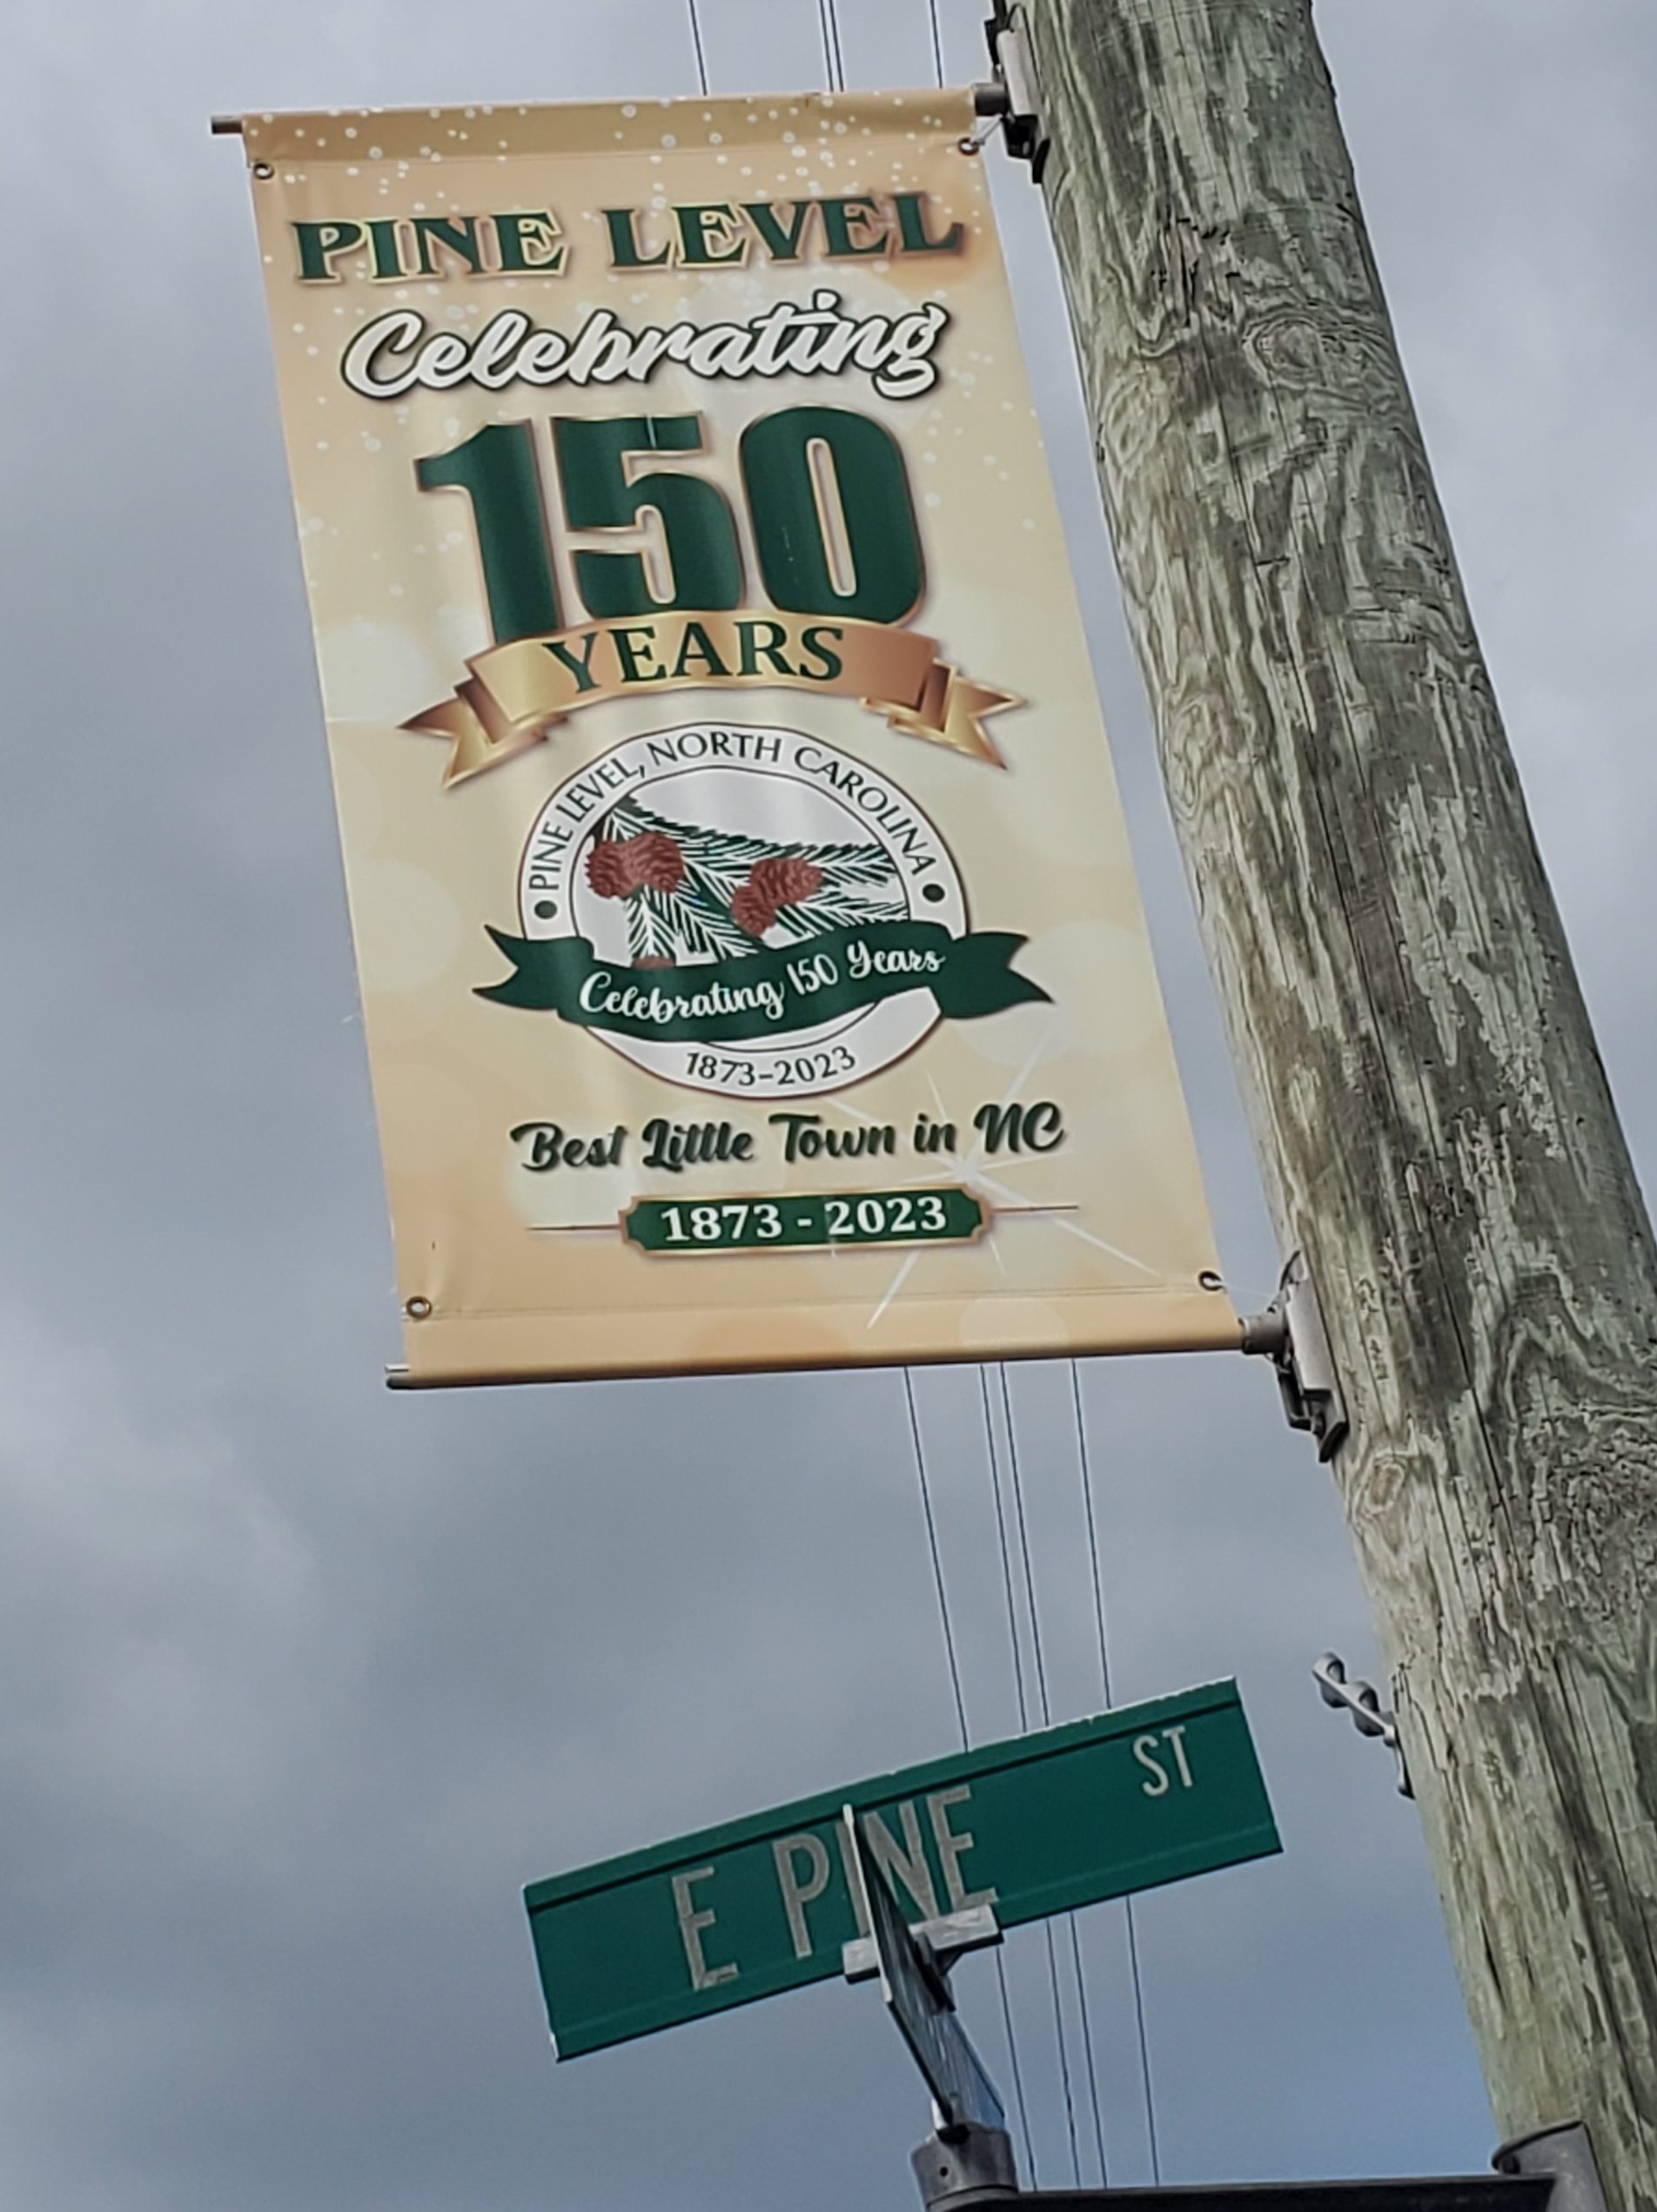 PINE LEVEL
Celebrating
150
YEARS
PINE LEVEL, NORTH CAROLINA
Celebrating 150 Years
1873-2023
Best Little Town in NC
1873 - 2023
E PINE ST